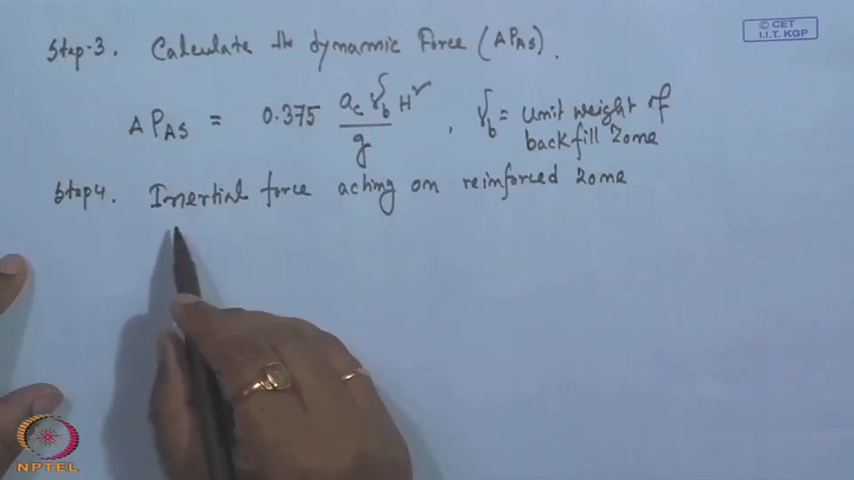 © CET
I.I.T. KGP
Step-3. Calculate the dynamic Force (ΔPAS).
ΔPAS = 0.375 ac γb H² / g , γb = unit weight of
backfill zone
Step 4. Inertial force acting on reinforced zone
NPTEL